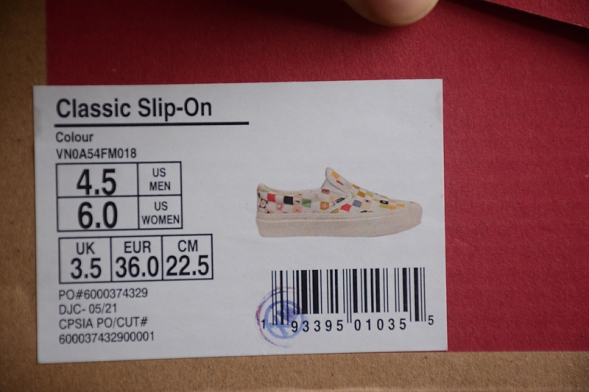 Classic Slip-On
Colour
VN0A54FM018
4.5 US MEN
6.0 US WOMEN
UK EUR CM
3.5 36.0 22.5
PO#6000374329
DJC- 05/21
CPSIA PO/CUT#
600037432900001
1 93395 01035 5